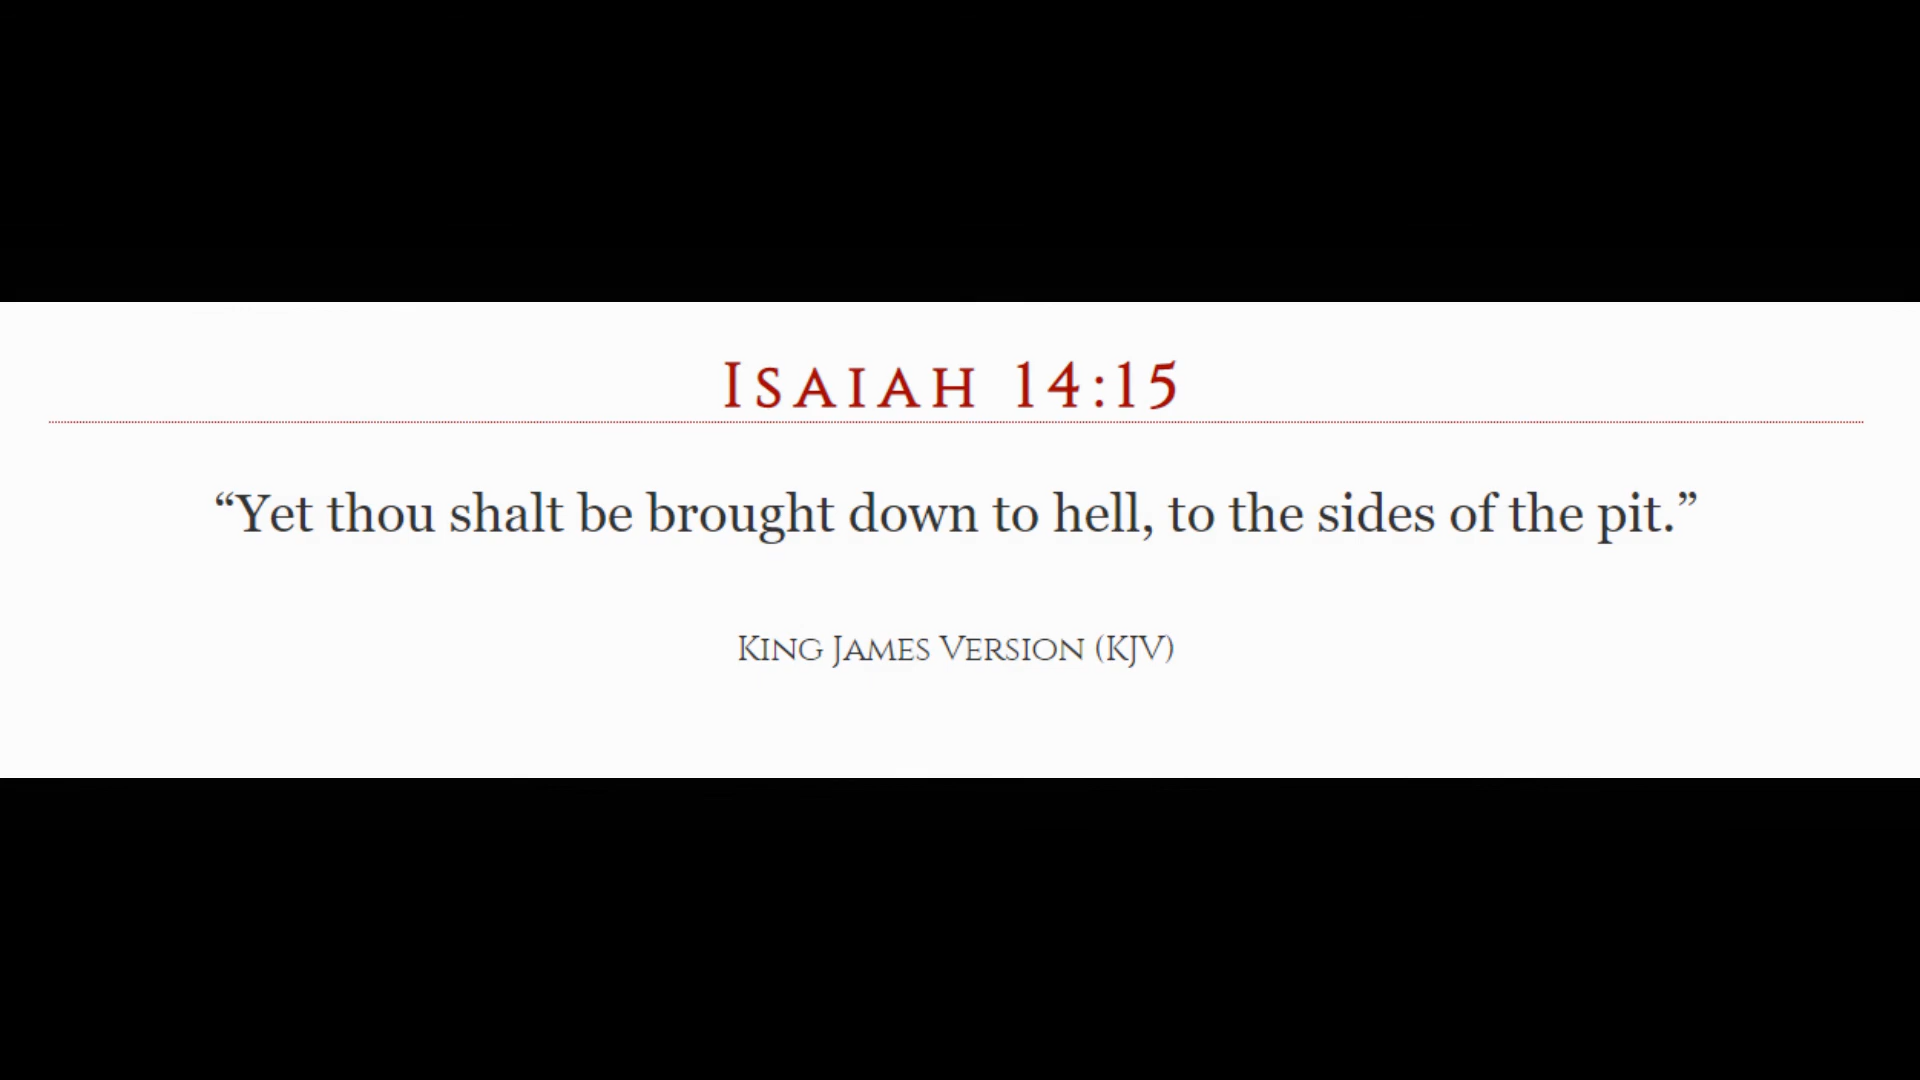 Isaiah 14:15
“Yet thou shalt be brought down to hell, to the sides of the pit.”
King James Version (KJV)